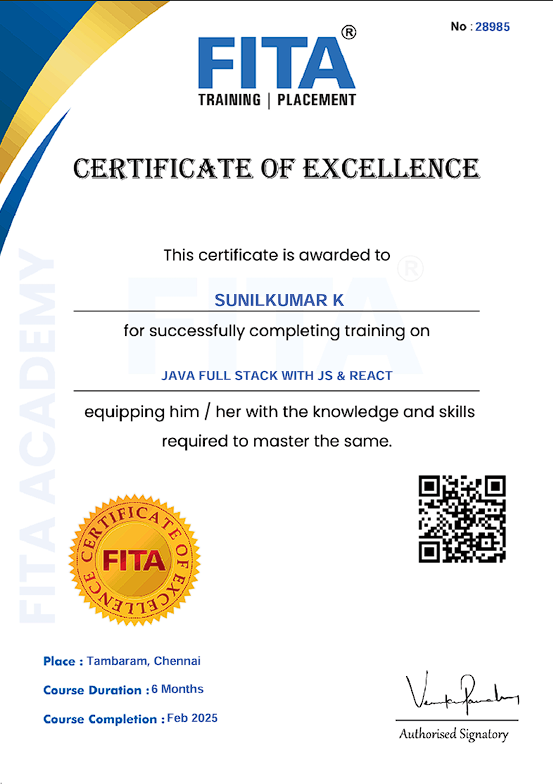 No : 28985
FITA®
TRAINING | PLACEMENT
CERTIFICATE OF EXCELLENCE
This certificate is awarded to
SUNILKUMAR K
for successfully completing training on
JAVA FULL STACK WITH JS & REACT
equipping him / her with the knowledge and skills
required to master the same.
FITA ACADEMY
FITA®
CERTIFICATE OF EXCELLENCE
FITA
Place : Tambaram, Chennai
Course Duration : 6 Months
Course Completion : Feb 2025
Authorised Signatory